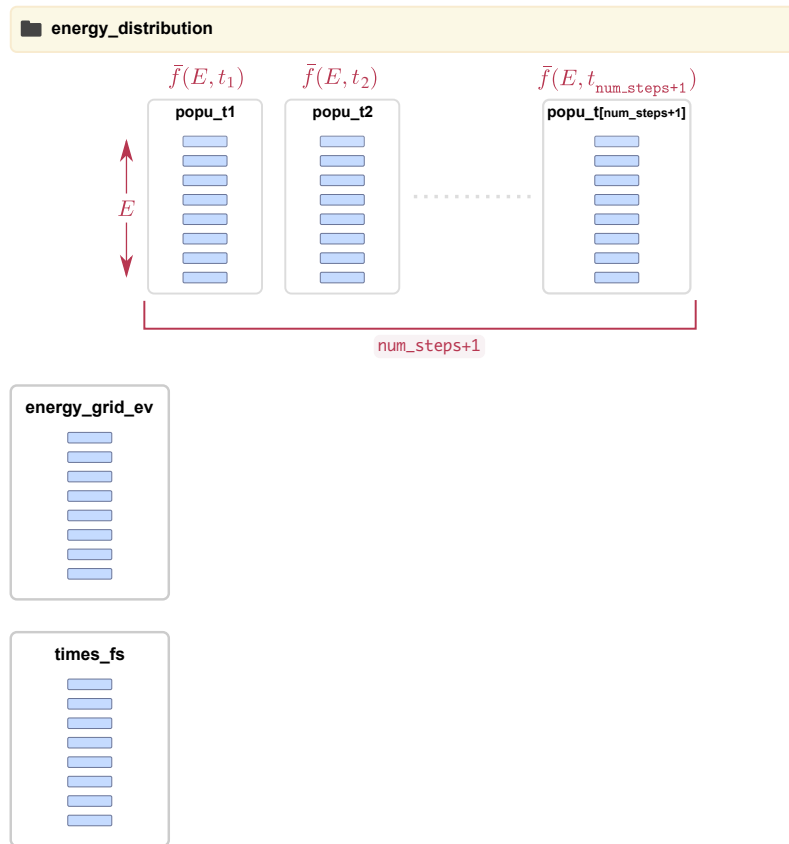 energy_distribution
f̄(E, t₁) f̄(E, t₂) f̄(E, tₙᵤₘ_ₛₜₑₚₛ₊₁)
popu_t1 popu_t2 popu_t[num_steps+1]
E
num_steps+1
energy_grid_ev
times_fs